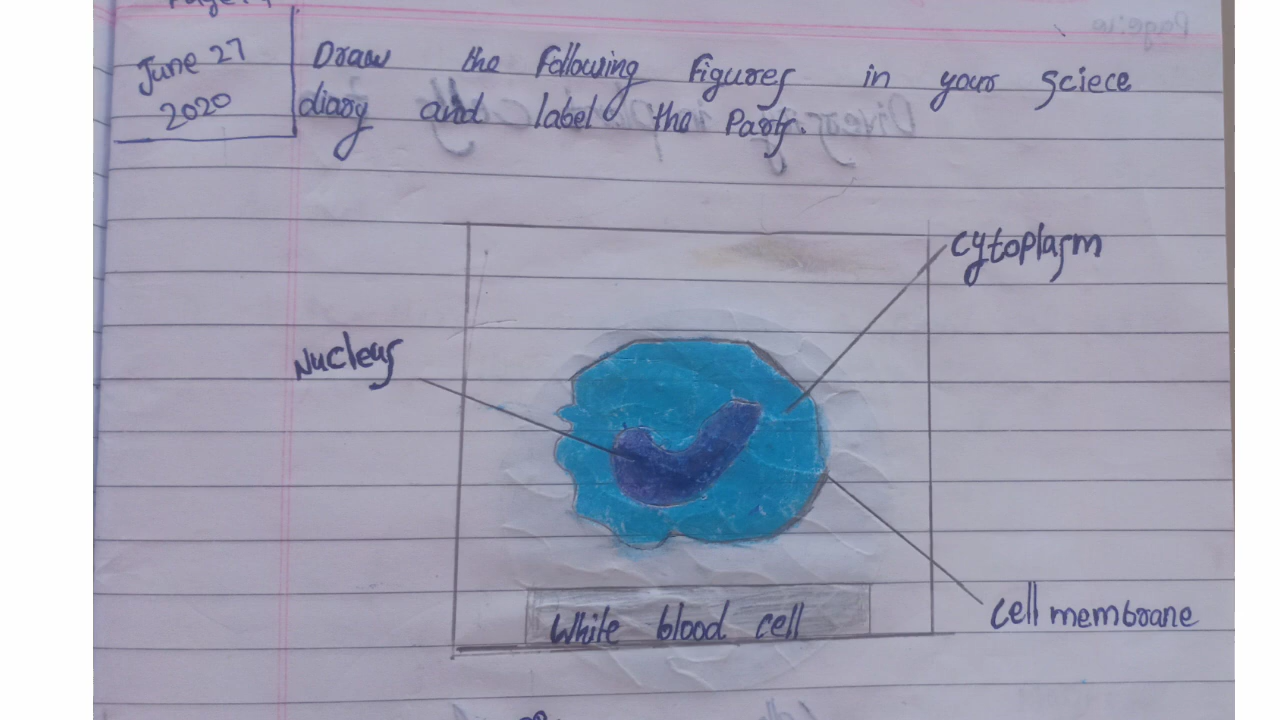 June 27
2020
Draw the following figures in your sciece
diary and label the Parts.
Cytoplasm
Nucleus
Cell membrane
White blood cell